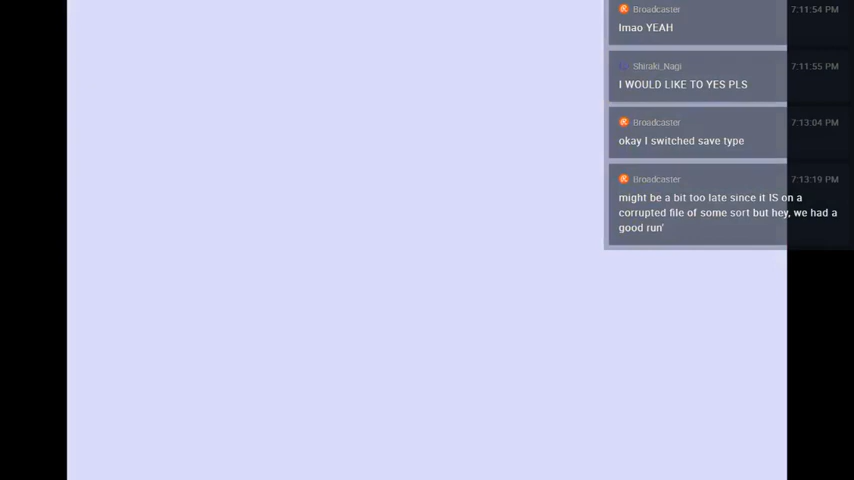 Broadcaster 7:11:54 PM
lmao YEAH
Shiraki_Nagi 7:11:55 PM
I WOULD LIKE TO YES PLS
Broadcaster 7:13:04 PM
okay I switched save type
Broadcaster 7:13:19 PM
might be a bit too late since it IS on a
corrupted file of some sort but hey, we had a
good run'